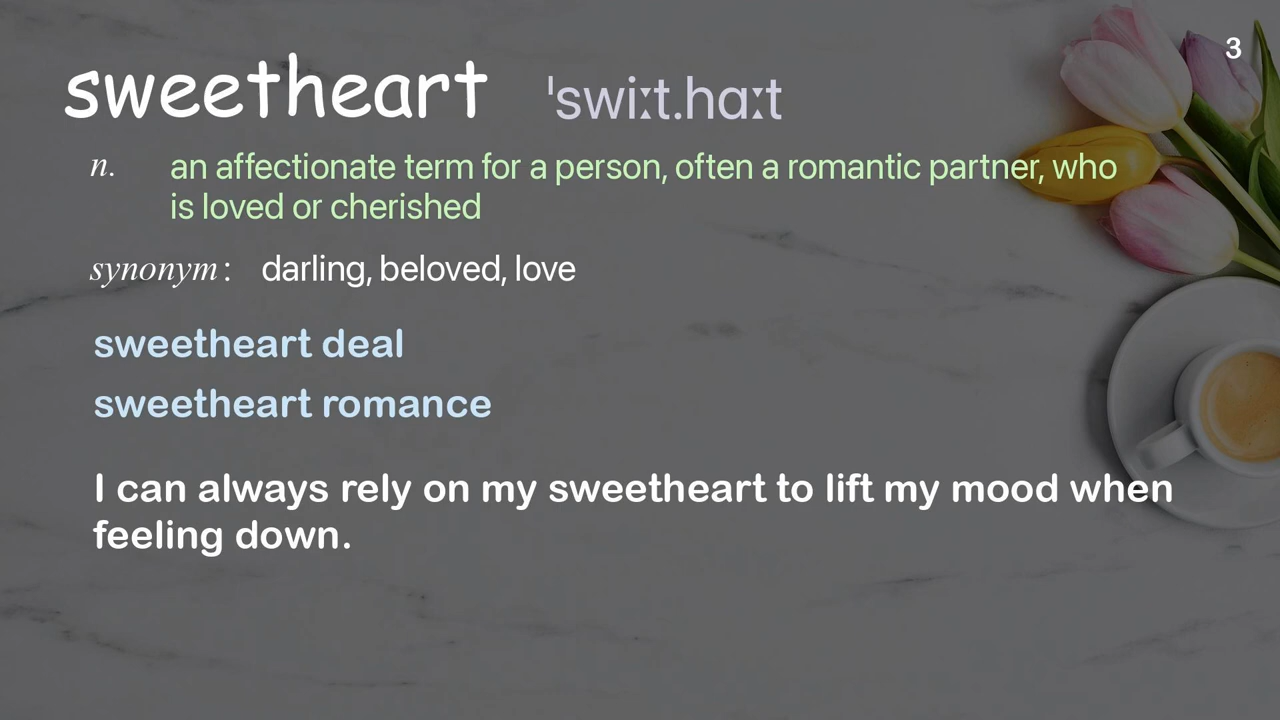 3
sweetheart ˈswiːt.hɑːt
n. an affectionate term for a person, often a romantic partner, who
is loved or cherished
synonym: darling, beloved, love
sweetheart deal
sweetheart romance
I can always rely on my sweetheart to lift my mood when
feeling down.